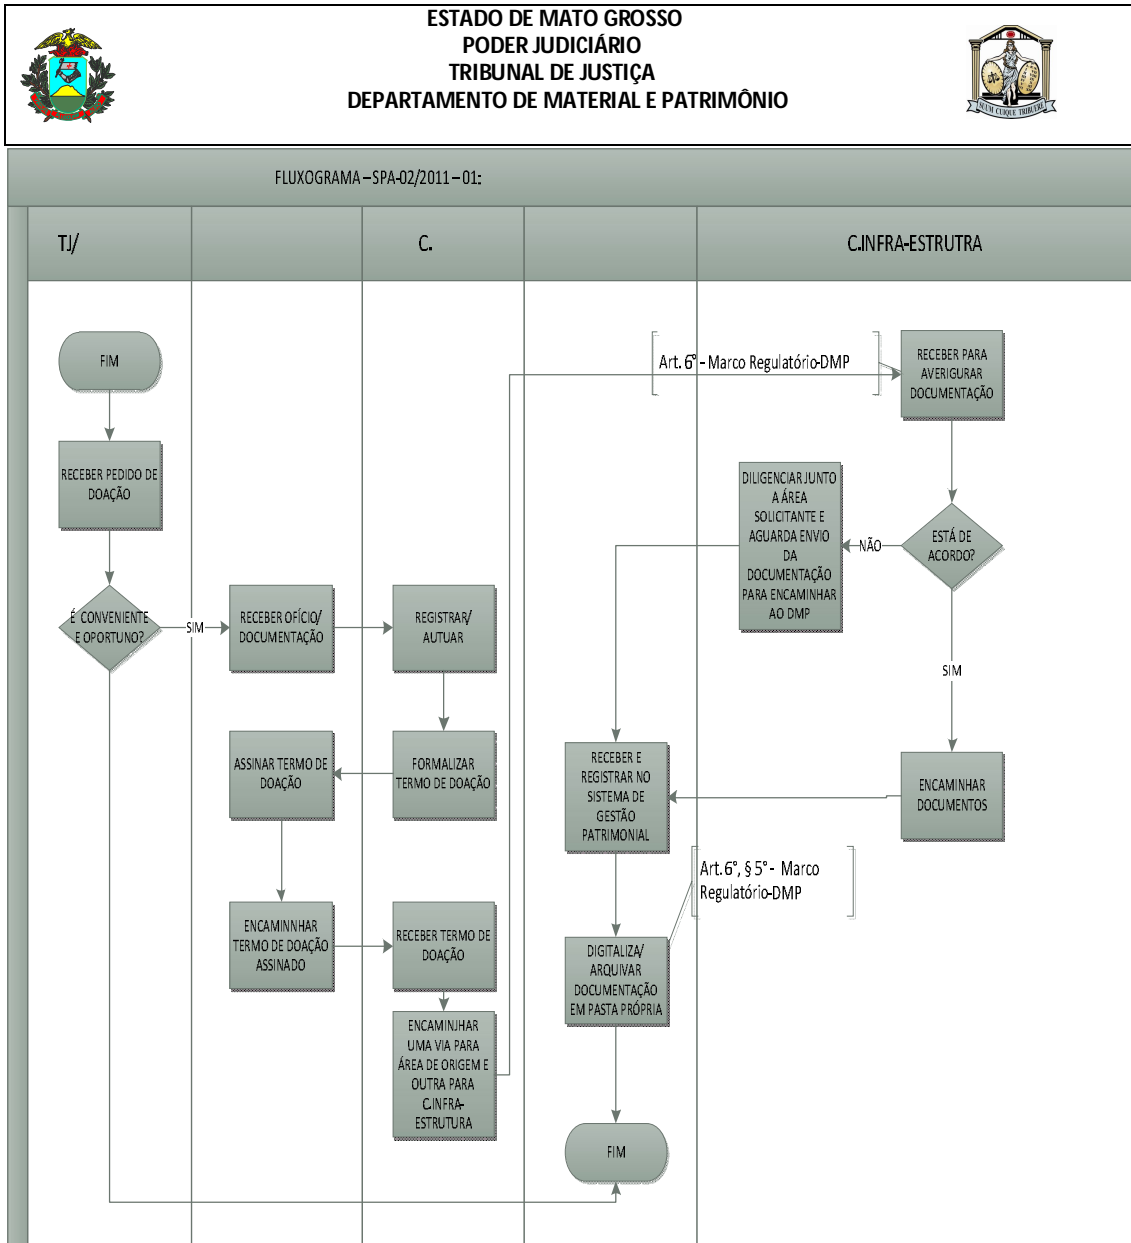 ESTADO DE MATO GROSSO
PODER JUDICIÁRIO
TRIBUNAL DE JUSTIÇA
DEPARTAMENTO DE MATERIAL E PATRIMÔNIO
SUUM CUIQUE TRIBUERE
FLUXOGRAMA – SPA-02/2011 – 01:
TJ/
C.
C.INFRA-ESTRUTRA
FIM
RECEBER PEDIDO DE
DOAÇÃO
É CONVENIENTE
E OPORTUNO?
SIM
RECEBER OFÍCIO/
DOCUMENTAÇÃO
REGISTRAR/
AUTUAR
ASSINAR TERMO DE
DOAÇÃO
FORMALIZAR
TERMO DE DOAÇÃO
ENCAMINNHAR
TERMO DE DOAÇÃO
ASSINADO
RECEBER TERMO DE
DOAÇÃO
ENCAMINJHAR
UMA VIA PARA
ÁREA DE ORIGEM E
OUTRA PARA
C.INFRA-
ESTRUTURA
Art. 6° - Marco Regulatório-DMP
RECEBER PARA
AVERIGURAR
DOCUMENTAÇÃO
ESTÁ DE
ACORDO?
NÃO
DILIGENCIAR JUNTO
A ÁREA
SOLICITANTE E
AGUARDA ENVIO
DA
DOCUMENTAÇÃO
PARA ENCAMINHAR
AO DMP
SIM
ENCAMINHAR
DOCUMENTOS
RECEBER E
REGISTRAR NO
SISTEMA DE
GESTÃO
PATRIMONIAL
Art. 6°, § 5° - Marco
Regulatório-DMP
DIGITALIZA/
ARQUIVAR
DOCUMENTAÇÃO
EM PASTA PRÓPRIA
FIM